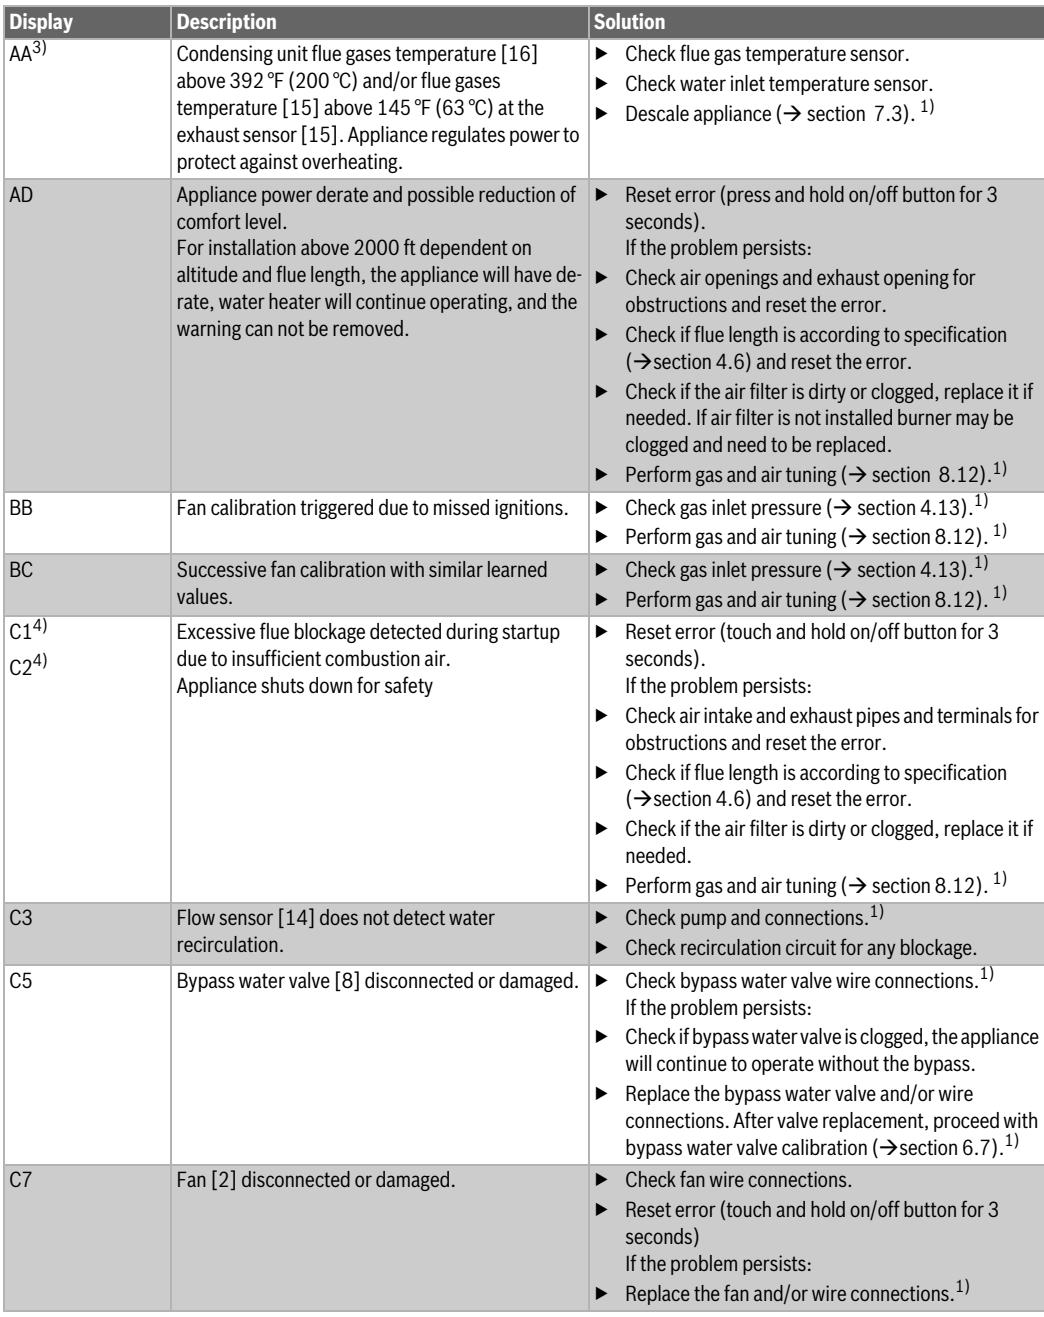 Display Description Solution
AA3) Condensing unit flue gases temperature [16]
above 392 °F (200 °C) and/or flue gases
temperature [15] above 145 °F (63 °C) at the
exhaust sensor [15]. Appliance regulates power to
protect against overheating.
▶ Check flue gas temperature sensor.
▶ Check water inlet temperature sensor.
▶ Descale appliance (→ section 7.3). 1)
AD Appliance power derate and possible reduction of
comfort level.
For installation above 2000 ft dependent on
altitude and flue length, the appliance will have de-
rate, water heater will continue operating, and the
warning can not be removed.
▶ Reset error (press and hold on/off button for 3
seconds).
If the problem persists:
▶ Check air openings and exhaust opening for
obstructions and reset the error.
▶ Check if flue length is according to specification
(→section 4.6) and reset the error.
▶ Check if the air filter is dirty or clogged, replace it if
needed. If air filter is not installed burner may be
clogged and need to be replaced.
▶ Perform gas and air tuning (→ section 8.12).1)
BB Fan calibration triggered due to missed ignitions.
▶ Check gas inlet pressure (→ section 4.13).1)
▶ Perform gas and air tuning (→ section 8.12). 1)
BC Successive fan calibration with similar learned
values.
▶ Check gas inlet pressure (→ section 4.13).1)
▶ Perform gas and air tuning (→ section 8.12). 1)
C14)
C24)
Excessive flue blockage detected during startup
due to insufficient combustion air.
Appliance shuts down for safety
▶ Reset error (touch and hold on/off button for 3
seconds).
If the problem persists:
▶ Check air intake and exhaust pipes and terminals for
obstructions and reset the error.
▶ Check if flue length is according to specification
(→section 4.6) and reset the error.
▶ Check if the air filter is dirty or clogged, replace it if
needed.
▶ Perform gas and air tuning (→ section 8.12). 1)
C3 Flow sensor [14] does not detect water
recirculation.
▶ Check pump and connections.1)
▶ Check recirculation circuit for any blockage.
C5 Bypass water valve [8] disconnected or damaged.
▶ Check bypass water valve wire connections.1)
If the problem persists:
▶ Check if bypass water valve is clogged, the appliance
will continue to operate without the bypass.
▶ Replace the bypass water valve and/or wire
connections. After valve replacement, proceed with
bypass water valve calibration (→section 6.7).1)
C7 Fan [2] disconnected or damaged.
▶ Check fan wire connections.
▶ Reset error (touch and hold on/off button for 3
seconds)
If the problem persists:
▶ Replace the fan and/or wire connections.1)